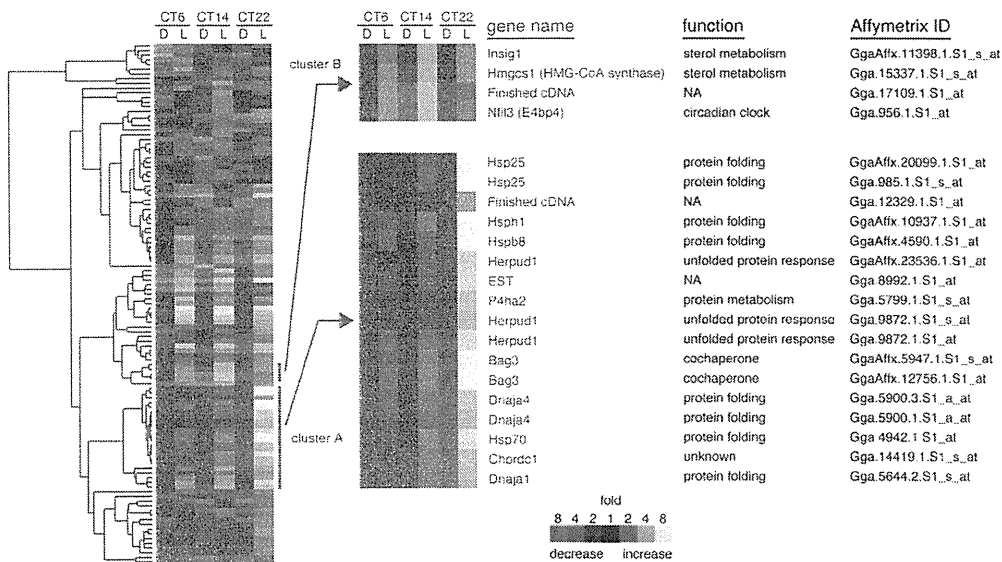 CT6 CT14 CT22
D L D L D L
cluster B
cluster A
CT6 CT14 CT22
D L D L D L
gene name function Affymetrix ID
Insig1 sterol metabolism GgaAffx.11398.1.S1_s_at
Hmgcs1 (HMG-CoA synthase) sterol metabolism Gga.15337.1.S1_s_at
Finished cDNA NA Gga.17109.1.S1_at
Nfil3 (E4bp4) circadian clock Gga.956.1.S1_at
Hsp25 protein folding GgaAffx.20099.1.S1_at
Hsp25 protein folding Gga.985.1.S1_s_at
Finished cDNA NA Gga.12329.1.S1_at
Hsph1 protein folding GgaAffx.10937.1.S1_at
Hspb8 protein folding GgaAffx.4590.1.S1_at
Herpud1 unfolded protein response GgaAffx.23536.1.S1_at
EST NA Gga.8992.1.S1_at
P4ha2 protein metabolism Gga.5799.1.S1_s_at
Herpud1 unfolded protein response Gga.9872.1.S1_s_at
Herpud1 unfolded protein response Gga.9872.1.S1_at
Bag3 cochaperone GgaAffx.5947.1.S1_s_at
Bag3 cochaperone GgaAffx.12756.1.S1_at
Dnaja4 protein folding Gga.5900.3.S1_a_at
Dnaja4 protein folding Gga.5900.1.S1_a_at
Hsp70 protein folding Gga.4942.1.S1_at
Chordc1 unknown Gga.14419.1.S1_s_at
Dnaja1 protein folding Gga.5644.2.S1_s_at
fold
8 4 2 1 2 4 8
decrease increase